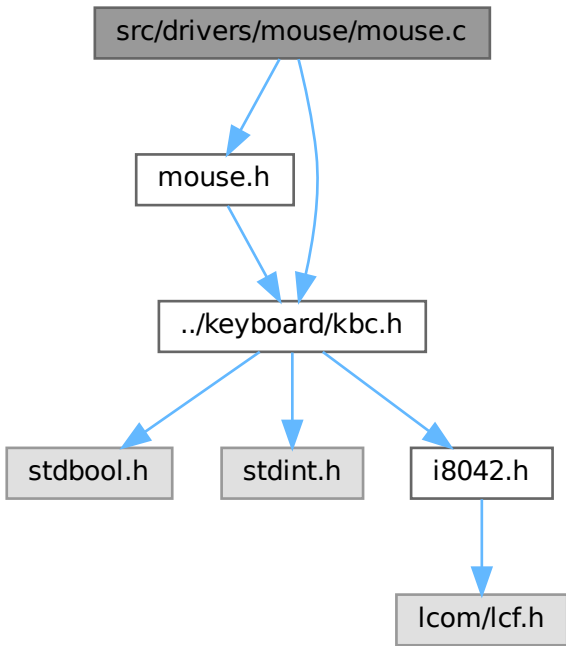 src/drivers/mouse/mouse.c
mouse.h
../keyboard/kbc.h
stdbool.h
stdint.h
i8042.h
lcom/lcf.h